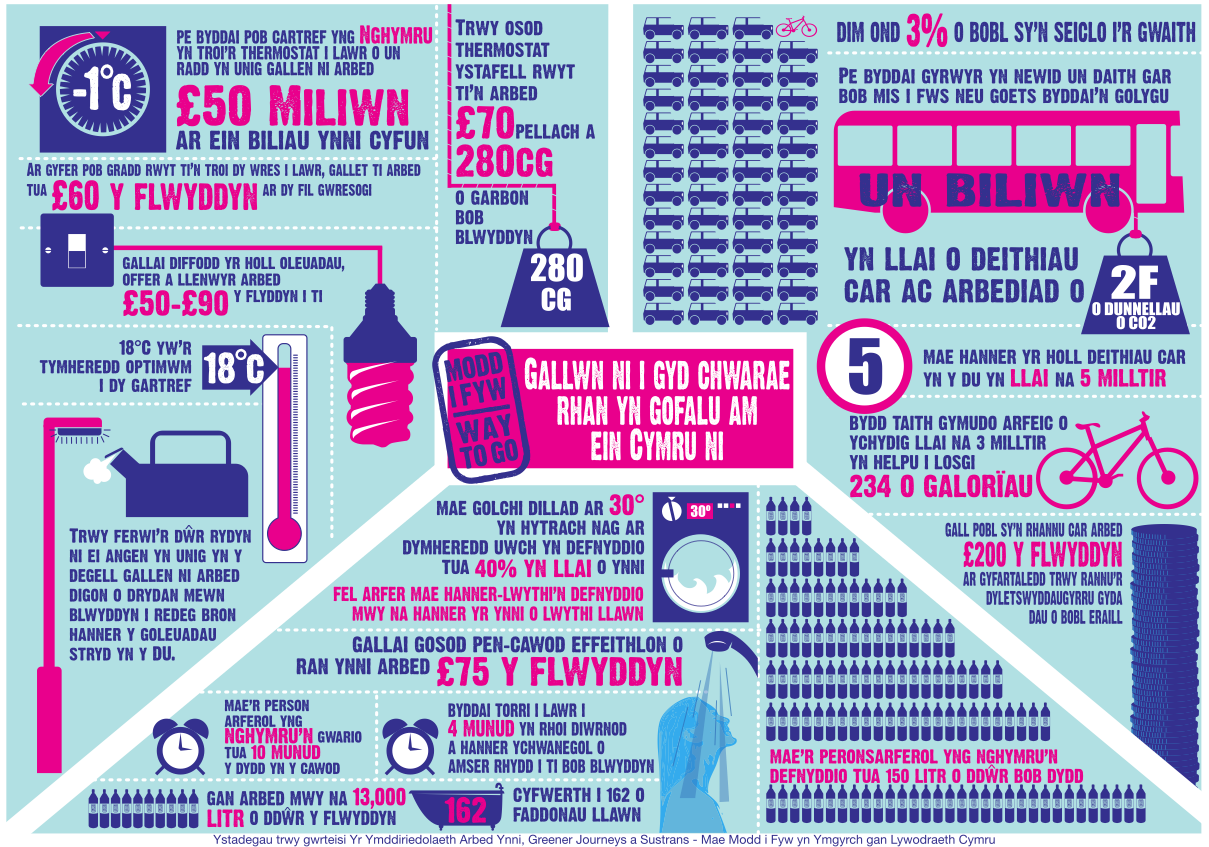 -1°C
PE BYDDAI POB CARTREF YNG NGHYMRU
YN TROI'R THERMOSTAT I LAWR O UN
RADD YN UNIG GALLEN NI ARBED
£50 MILIWN
AR EIN BILIAU YNNI CYFUN
AR GYFER POB GRADD RWYT TI'N TROI DY WRES I LAWR, GALLET TI ARBED
TUA £60 Y FLWYDDYN AR DY FIL GWRESOGI
GALLAI DIFFODD YR HOLL OLEUADAU,
OFFER A LLENWYR ARBED
£50-£90 Y FLYDDYN I TI
18°C YW'R
TYMHEREDD OPTIMWM
I DY GARTREF
18°C
TRWY FERWI'R DŴR RYDYN
NI EI ANGEN YN UNIG YN Y
DEGELL GALLEN NI ARBED
DIGON O DRYDAN MEWN
BLWYDDYN I REDEG BRON
HANNER Y GOLEUADAU
STRYD YN Y DU.
TRWY OSOD
THERMOSTAT
YSTAFELL RWYT
TI'N ARBED
£70 PELLACH A
280CG
O GARBON
BOB
BLWYDDYN
280
CG
DIM OND 3% O BOBL SY'N SEICLO I'R GWAITH
PE BYDDAI GYRWYR YN NEWID UN DAITH GAR
BOB MIS I FWS NEU GOETS BYDDAI'N GOLYGU
UN BILIWN
YN LLAI O DEITHIAU
CAR AC ARBEDIAD O
2F
O DUNNELLAU
O CO2
5
MAE HANNER YR HOLL DEITHIAU CAR
YN Y DU YN LLAI NA 5 MILLTIR
BYDD TAITH GYMUDO ARFEIC O
YCHYDIG LLAI NA 3 MILLTIR
YN HELPU I LOSGI
234 O GALORÏAU
GALL POBL SY'N RHANNU CAR ARBED
£200 Y FLWYDDYN
AR GYFARTALEDD TRWY RANNU'R
DYLETSWYDDAUGYRRU GYDA
DAU O BOBL ERAILL
MODD
I FYW
WAY
TO GO
GALLWN NI I GYD CHWARAE
RHAN YN GOFALU AM
EIN CYMRU NI
MAE GOLCHI DILLAD AR 30°
YN HYTRACH NAG AR
DYMHEREDD UWCH YN DEFNYDDIO
TUA 40% YN LLAI O YNNI
FEL ARFER MAE HANNER-LWYTHI'N DEFNYDDIO
MWY NA HANNER YR YNNI O LWYTHI LLAWN
30°
GALLAI GOSOD PEN-CAWOD EFFEITHLON O
RAN YNNI ARBED £75 Y FLWYDDYN
MAE'R PERSON
ARFEROL YNG
NGHYMRU'N GWARIO
TUA 10 MUNUD
Y DYDD YN Y CAWOD
BYDDAI TORRI I LAWR I
4 MUNUD YN RHOI DIWRNOD
A HANNER YCHWANEGOL O
AMSER RHYDD I TI BOB BLWYDDYN
GAN ARBED MWY NA 13,000
LITR O DDŴR Y FLWYDDYN
162
CYFWERTH I 162 O
FADDONAU LLAWN
MAE'R PERONSARFEROL YNG NGHYMRU'N
DEFNYDDIO TUA 150 LITR O DDŴR BOB DYDD
Ystadegau trwy gwrteisi Yr Ymddiriedolaeth Arbed Ynni, Greener Journeys a Sustrans - Mae Modd i Fyw yn Ymgyrch gan Lywodraeth Cymru